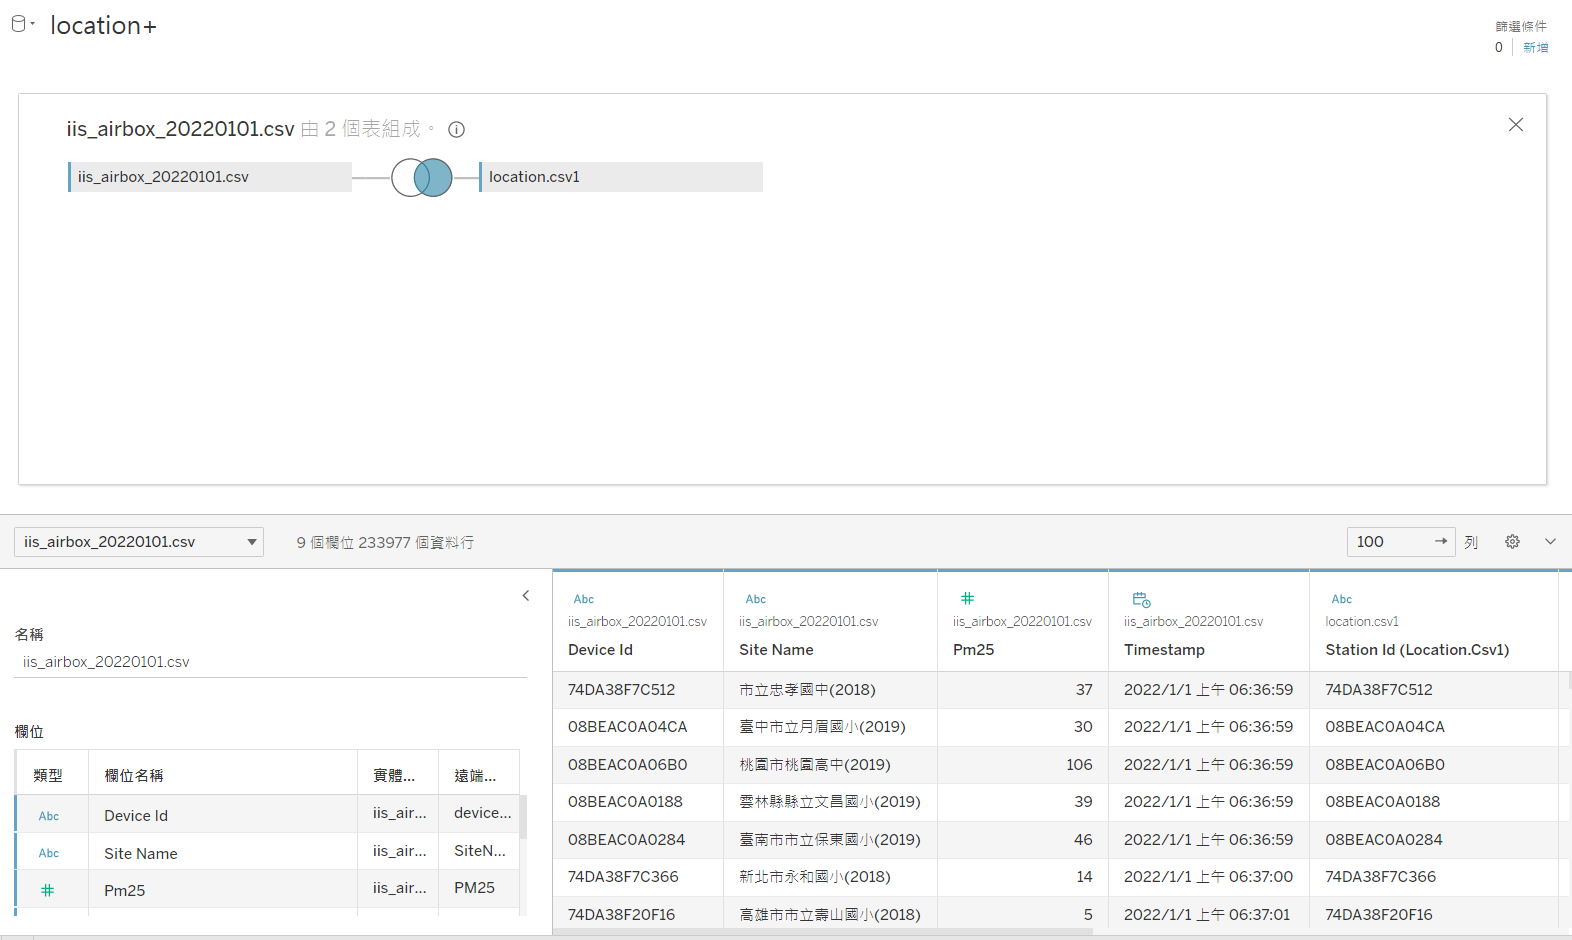 location+
篩選條件
0 新增
iis_airbox_20220101.csv 由 2 個表組成。
iis_airbox_20220101.csv
location.csv1
iis_airbox_20220101.csv
9 個欄位 233977 個資料行
100
列
名稱
iis_airbox_20220101.csv
欄位
類型 欄位名稱 實體... 遠端...
Abc Device Id iis_air... device...
Abc Site Name iis_air... SiteN...
Pm25 iis_air... PM25
Abc Abc Abc
iis_airbox_20220101.csv iis_airbox_20220101.csv iis_airbox_20220101.csv iis_airbox_20220101.csv location.csv1
Device Id Site Name Pm25 Timestamp Station Id (Location.Csv1)
74DA38F7C512 市立忠孝國中(2018) 37 2022/1/1 上午 06:36:59 74DA38F7C512
08BEAC0A04CA 臺中市立月眉國小(2019) 30 2022/1/1 上午 06:36:59 08BEAC0A04CA
08BEAC0A06B0 桃園市桃園高中(2019) 106 2022/1/1 上午 06:36:59 08BEAC0A06B0
08BEAC0A0188 雲林縣縣立文昌國小(2019) 39 2022/1/1 上午 06:36:59 08BEAC0A0188
08BEAC0A0284 臺南市市立保東國小(2019) 46 2022/1/1 上午 06:36:59 08BEAC0A0284
74DA38F7C366 新北市永和國小(2018) 14 2022/1/1 上午 06:37:00 74DA38F7C366
74DA38F20F16 高雄市市立壽山國小(2018) 5 2022/1/1 上午 06:37:01 74DA38F20F16